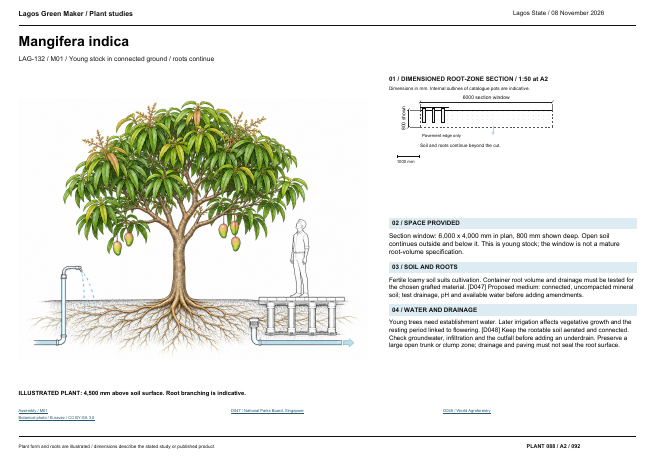 Lagos Green Maker / Plant studies
Lagos State / 08 November 2026
Mangifera indica
LAG-132 / M01 / Young stock in connected ground / roots continue
01 / DIMENSIONED ROOT-ZONE SECTION / 1:50 at A2
Dimensions in mm. Internal outlines of catalogue pots are indicative.
6000 section window
800 shown
Pavement edge only
Soil and roots continue beyond the cut.
1000 mm
02 / SPACE PROVIDED
Section window: 6,000 x 4,000 mm in plan, 800 mm shown deep. Open soil
continues outside and below it. This is young stock; the window is not a mature
root-volume specification.
03 / SOIL AND ROOTS
Fertile loamy soil suits cultivation. Container root volume and drainage must be tested for
the chosen grafted material. [D047] Proposed medium: connected, uncompacted mineral
soil; test drainage, pH and available water before adding amendments.
04 / WATER AND DRAINAGE
Young trees need establishment water. Later irrigation affects vegetative growth and the
resting period linked to flowering. [D048] Keep the rootable soil aerated and connected.
Check groundwater, infiltration and the outfall before adding an underdrain. Preserve a
large open trunk or clump zone; drainage and paving must not seal the root surface.
ILLUSTRATED PLANT: 4,500 mm above soil surface. Root branching is indicative.
Assembly / M01
D047 / National Parks Board, Singapore
D048 / World Agroforestry
Botanical photo / CC BY-SA 3.0
Plant form and roots are illustrated / dimensions describe the stated study or published product
PLANT 088 / A2 / 092